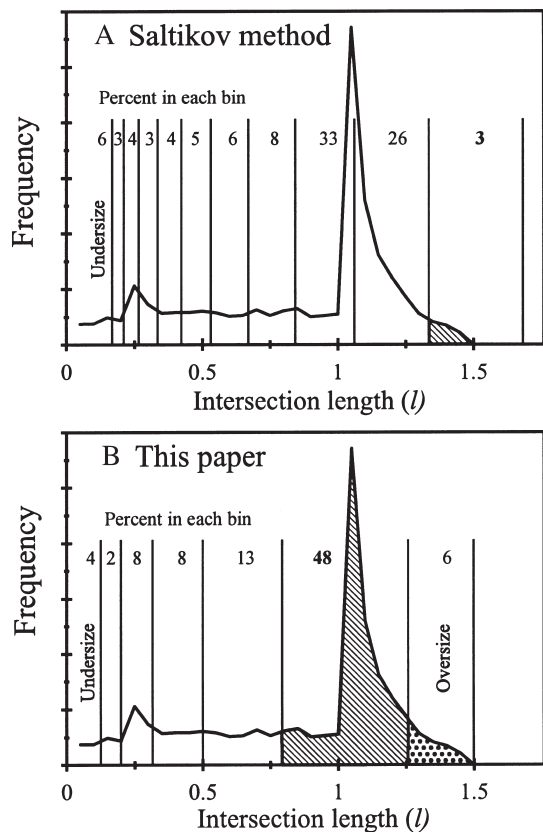 A Saltikov method
Percent in each bin
6 3 4 3 4 5 6 8 33 26 3
Undersize
Frequency
0 0.5 1 1.5
Intersection length (l)
B This paper
Percent in each bin
4 2 8 8 13 48 6
Undersize
Oversize
Frequency
0 0.5 1 1.5
Intersection length (l)